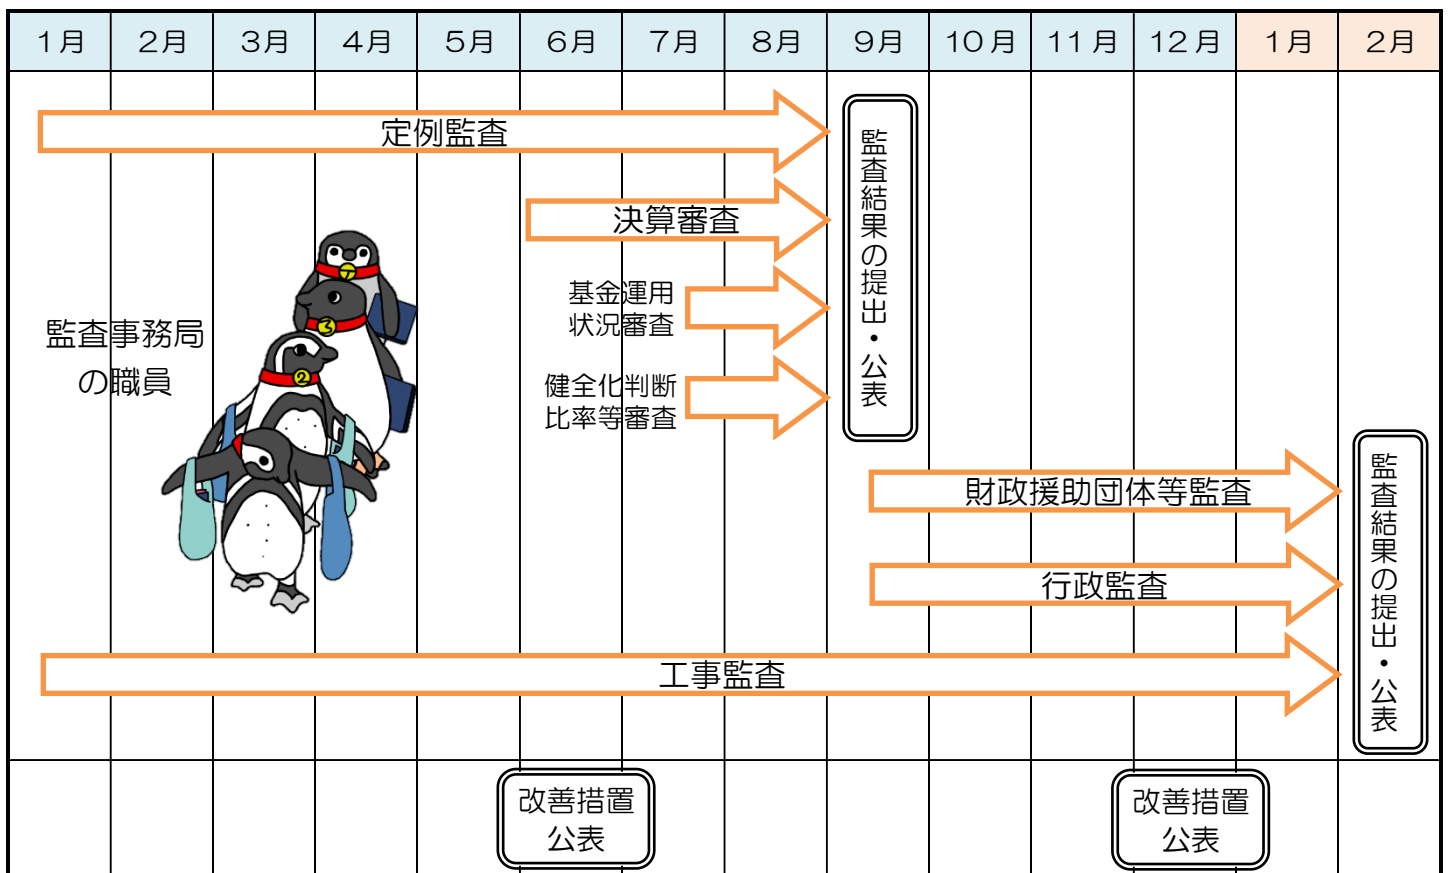 1月 2月 3月 4月 5月 6月 7月 8月 9月 10月 11月 12月 1月 2月
定例監査
決算審査
基金運用
状況審査
健全化判断
比率等審査
監査結果の提出・公表
監査事務局
の職員
1
3
2
財政援助団体等監査
行政監査
工事監査
監査結果の提出・公表
改善措置
公表
改善措置
公表